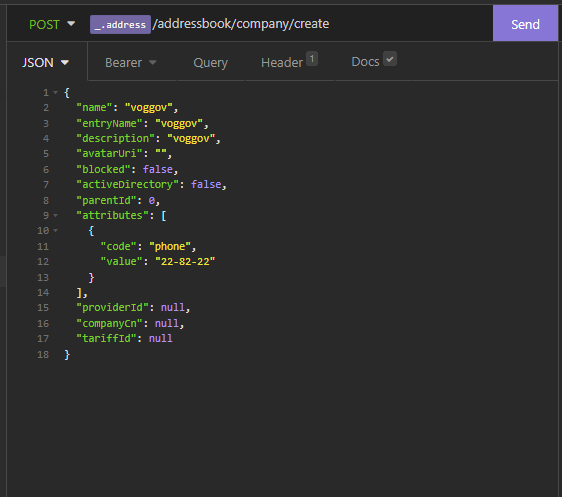 POST _.address /addressbook/company/create Send
JSON Bearer Query Header 1 Docs
1 {
2 "name": "voggov",
3 "entryName": "voggov",
4 "description": "voggov",
5 "avatarUri": "",
6 "blocked": false,
7 "activeDirectory": false,
8 "parentId": 0,
9 "attributes": [
10 {
11 "code": "phone",
12 "value": "22-82-22"
13 }
14 ],
15 "providerId": null,
16 "companyCn": null,
17 "tariffId": null
18 }